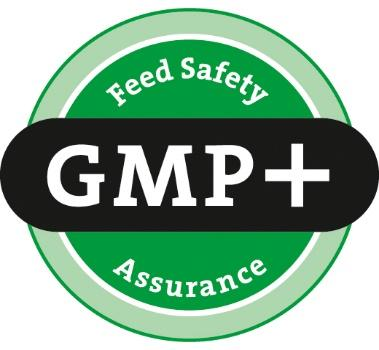 Feed Safety
GMP+
Assurance